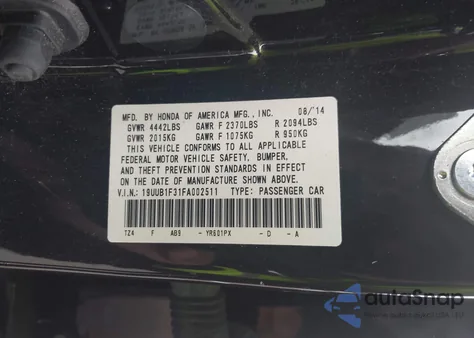 MFD. BY HONDA OF AMERICA MFG., INC. 06/'14
GVWR 4442LBS GAWR F 2370LBS R 2094LBS
GVWR 2015KG GAWR F 1075KG R 950KG
THIS VEHICLE CONFORMS TO ALL APPLICABLE
FEDERAL MOTOR VEHICLE SAFETY, BUMPER,
AND THEFT PREVENTION STANDARDS IN EFFECT
ON THE DATE OF MANUFACTURE SHOWN ABOVE.
V.I.N.: 19UUB1F31FA002511 TYPE: PASSENGER CAR
TZ4 F AB9 - YR601PX - D - A
autoSnap